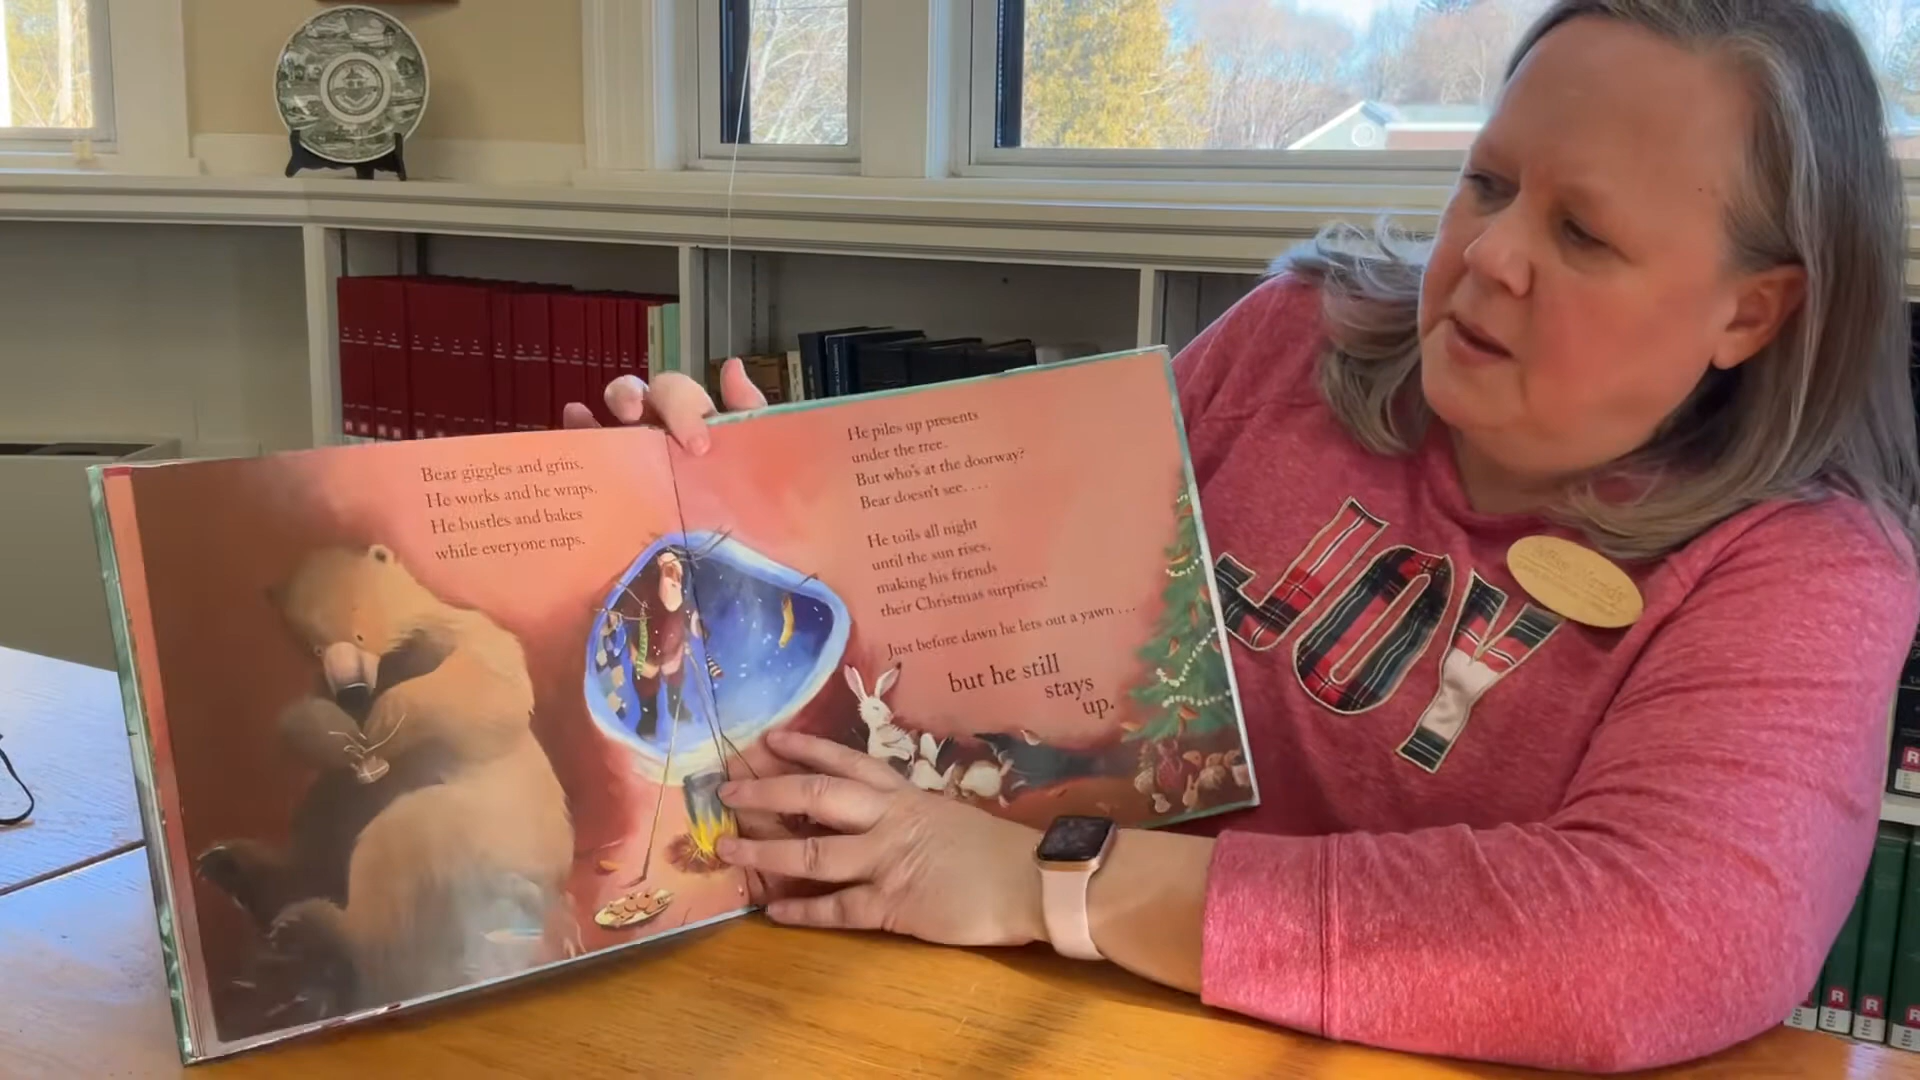 Bear giggles and grins.
He works and he wraps.
He bustles and bakes
while everyone naps.
He piles up presents
under the tree.
But who's at the doorway?
Bear doesn't see. . . .
He toils all night
until the sun rises,
making his friends
their Christmas surprises!
Just before dawn he lets out a yawn . . .
but he still
stays
up.
JOY
R
R
R
R